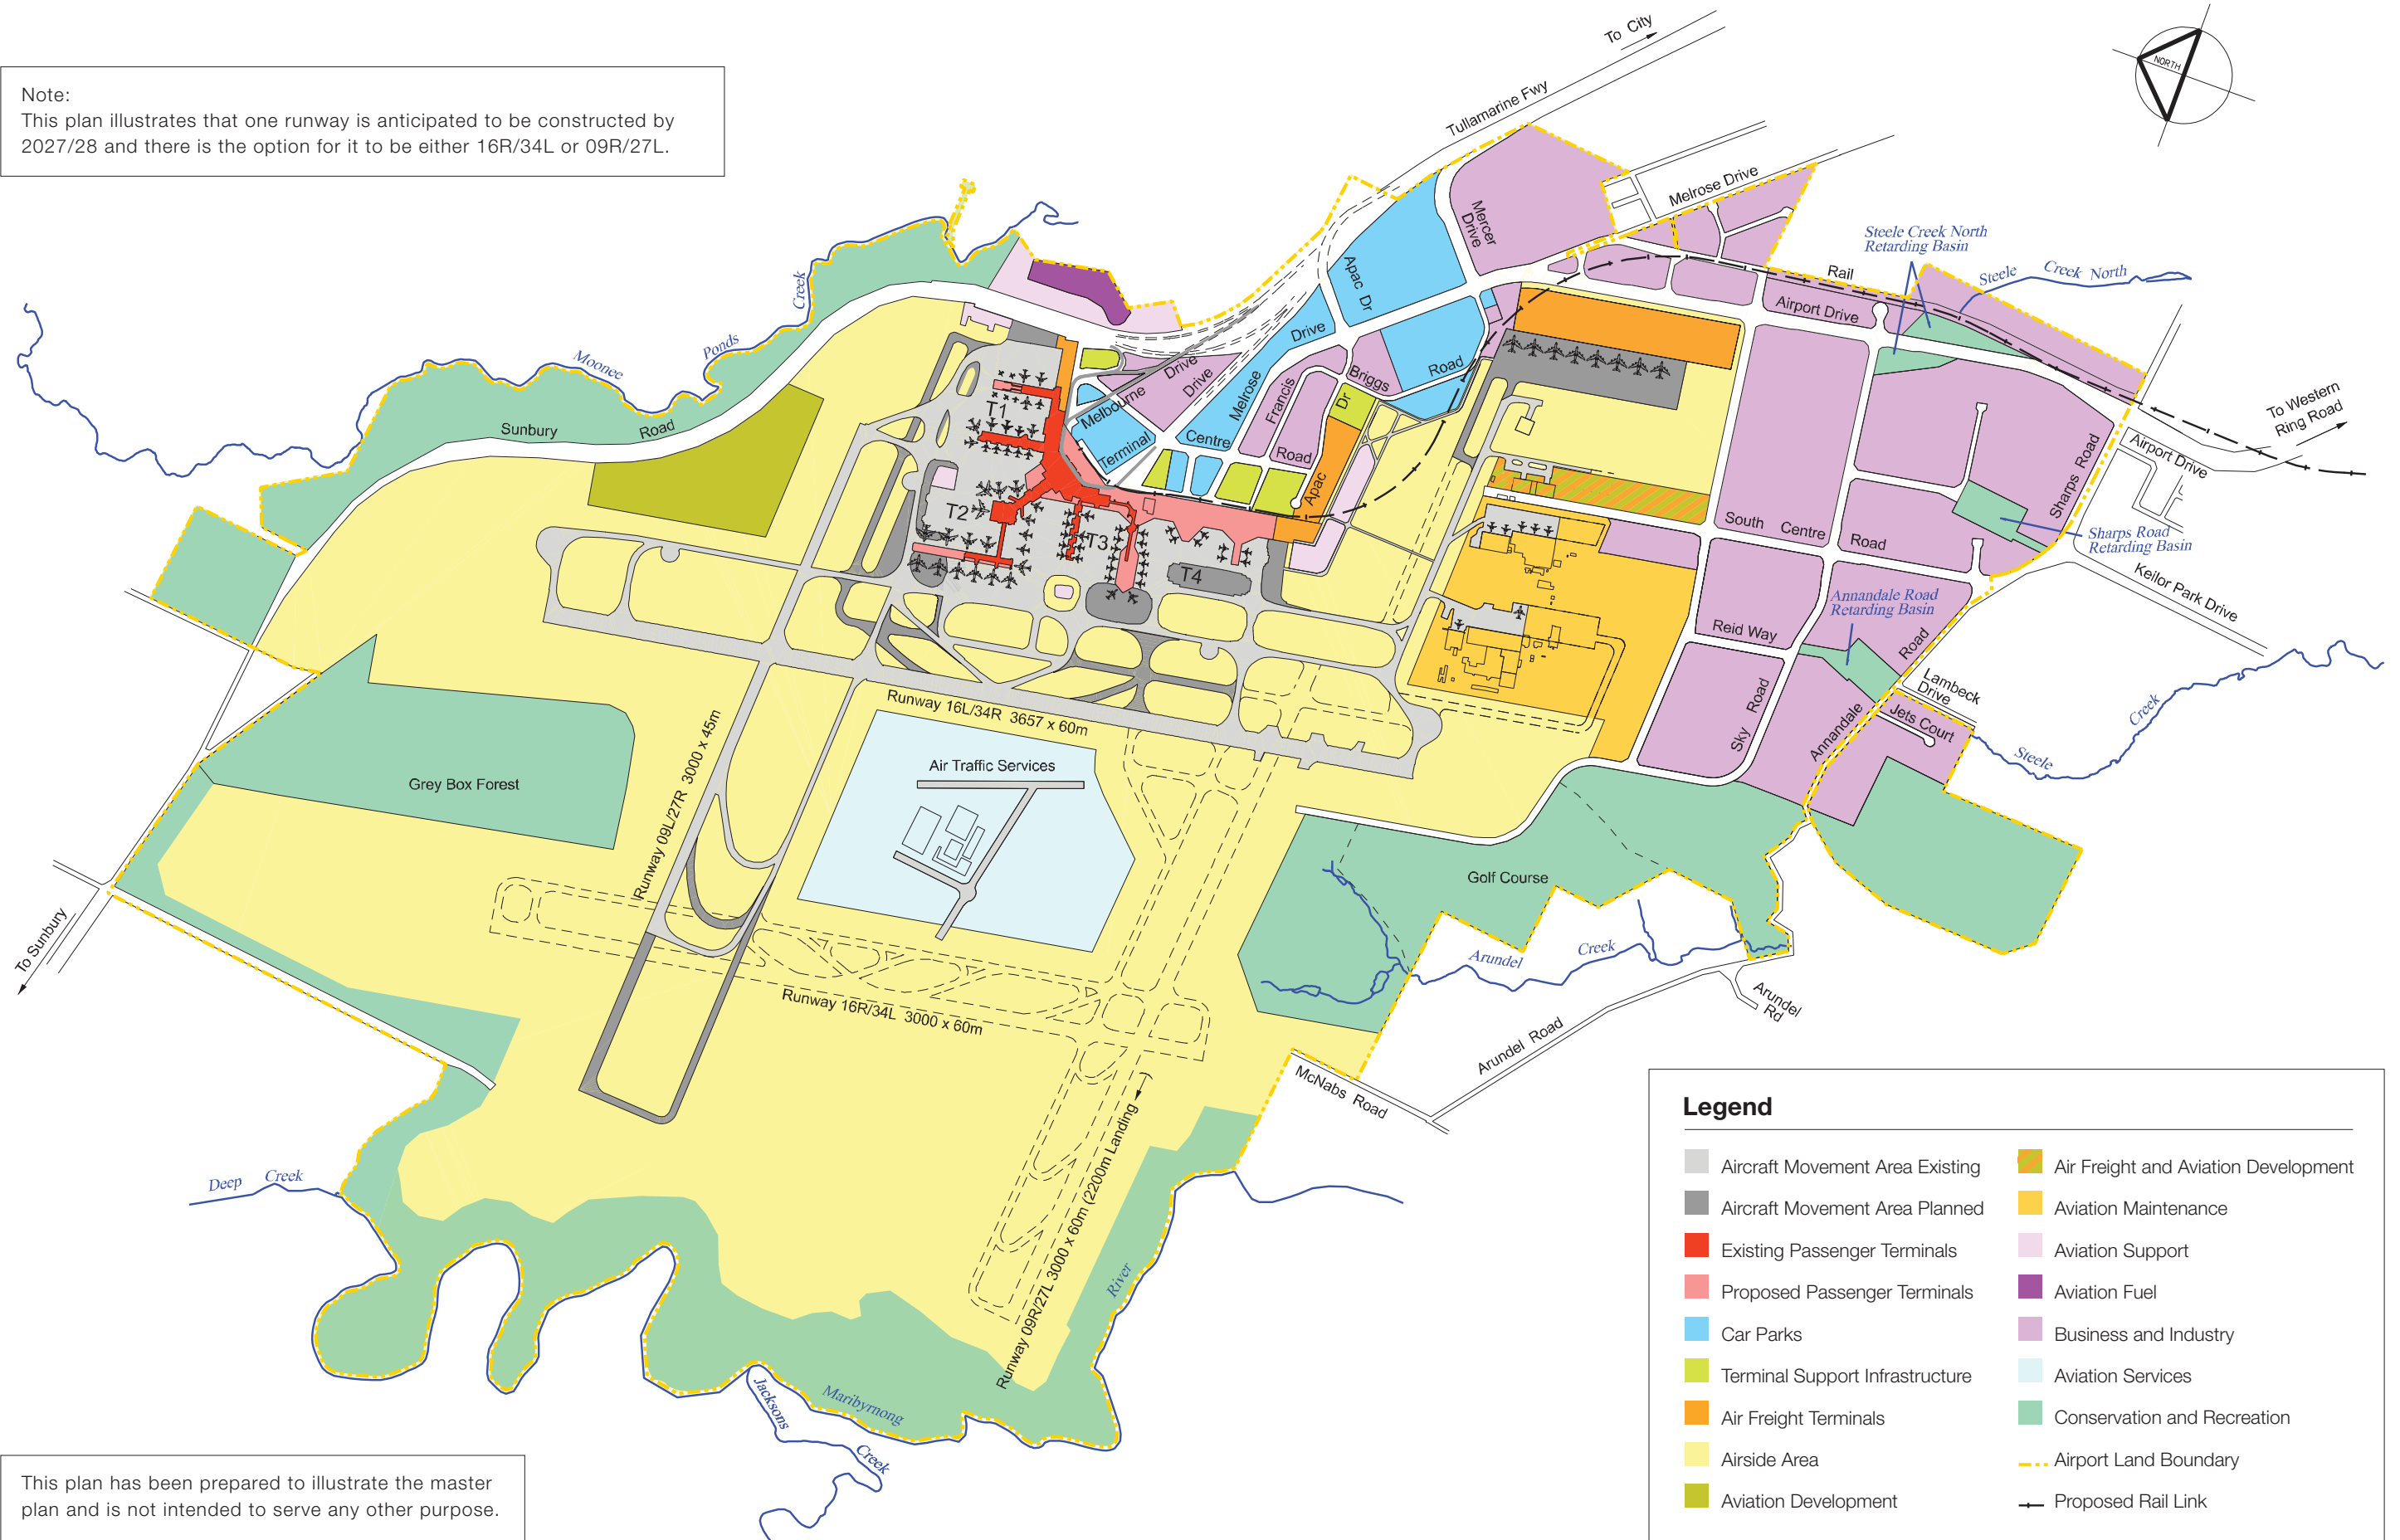 Note:
This plan illustrates that one runway is anticipated to be constructed by
2027/28 and there is the option for it to be either 16R/34L or 09R/27L.
To City
Tullamarine Fwy
NORTH
Melrose Drive
Mercer
Drive
Steele Creek North
Retarding Basin
Rail
Steele Creek North
Airport Drive
Apac Dr
Moonee Ponds Creek
Sunbury Road
Melbourne Drive
Drive
Terminal
Melrose Drive
Centre
Francis
Road
Briggs Road
Dr
Apac
T1
T2
T3
T4
To Western
Ring Road
Airport Drive
Sharps Road
Sharps Road
Retarding Basin
Keilor Park Drive
South Centre Road
Annandale Road
Retarding Basin
Reid Way
Sky Road
Annandale Road
Lambeck
Drive
Jets Court
Steele Creek
Runway 16L/34R 3657 x 60m
Runway 09L/27R 3000 x 45m
Air Traffic Services
Grey Box Forest
Golf Course
To Sunbury
Runway 16R/34L 3000 x 60m
Arundel Creek
Arundel
Rd
Arundel Road
McNabs Road
Runway 09R/27L 3000 x 60m (2200m Landing
Deep Creek
River
Maribyrnong
Jacksons
Creek
Legend
Aircraft Movement Area Existing
Aircraft Movement Area Planned
Existing Passenger Terminals
Proposed Passenger Terminals
Car Parks
Terminal Support Infrastructure
Air Freight Terminals
Airside Area
Aviation Development
Air Freight and Aviation Development
Aviation Maintenance
Aviation Support
Aviation Fuel
Business and Industry
Aviation Services
Conservation and Recreation
Airport Land Boundary
Proposed Rail Link
This plan has been prepared to illustrate the master
plan and is not intended to serve any other purpose.